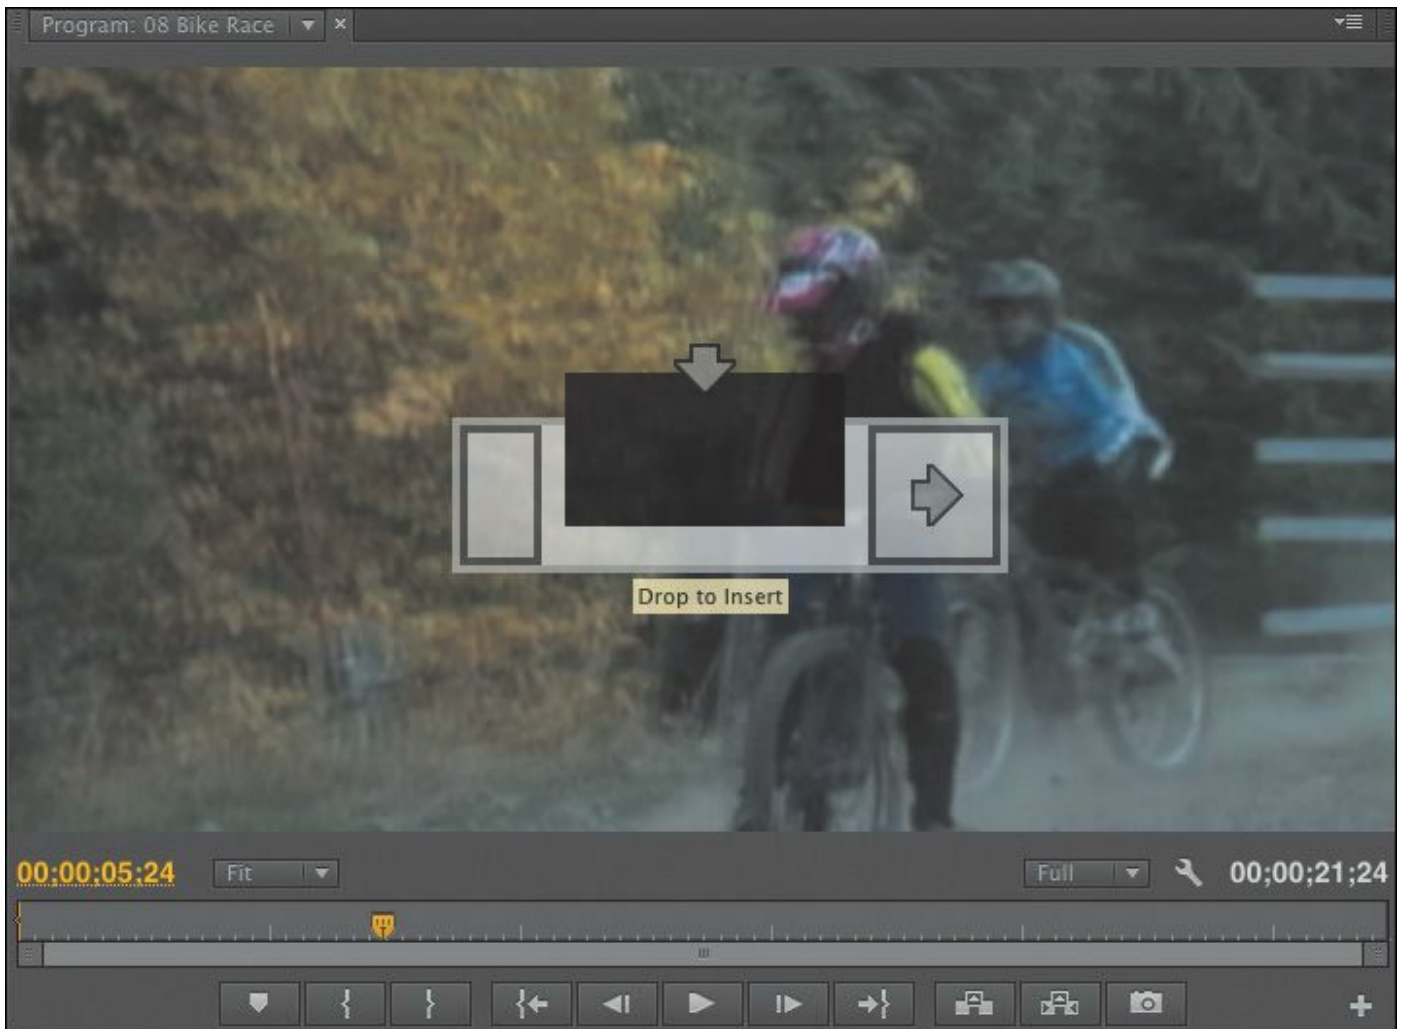 Program: 08 Bike Race
Drop to Insert
00;00;05;24
Fit
Full
00;00;21;24